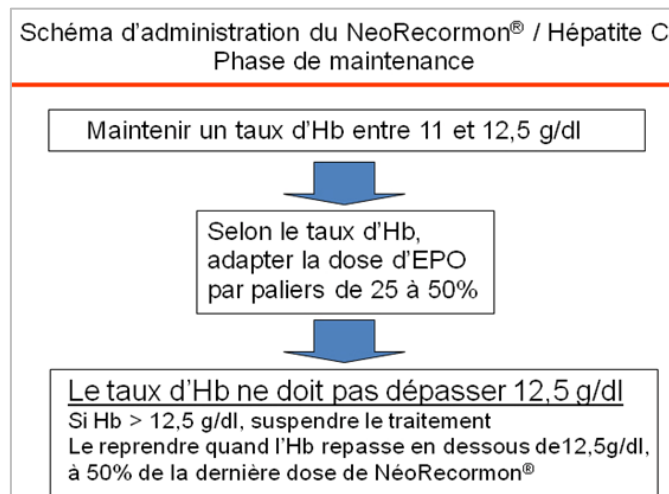 Schéma d'administration du NeoRecormon® / Hépatite C
Phase de maintenance
Maintenir un taux d'Hb entre 11 et 12,5 g/dl
Selon le taux d'Hb,
adapter la dose d'EPO
par paliers de 25 à 50%
Le taux d'Hb ne doit pas dépasser 12,5 g/dl
Si Hb > 12,5 g/dl, suspendre le traitement
Le reprendre quand l'Hb repasse en dessous de12,5g/dl,
à 50% de la dernière dose de NéoRecormon®